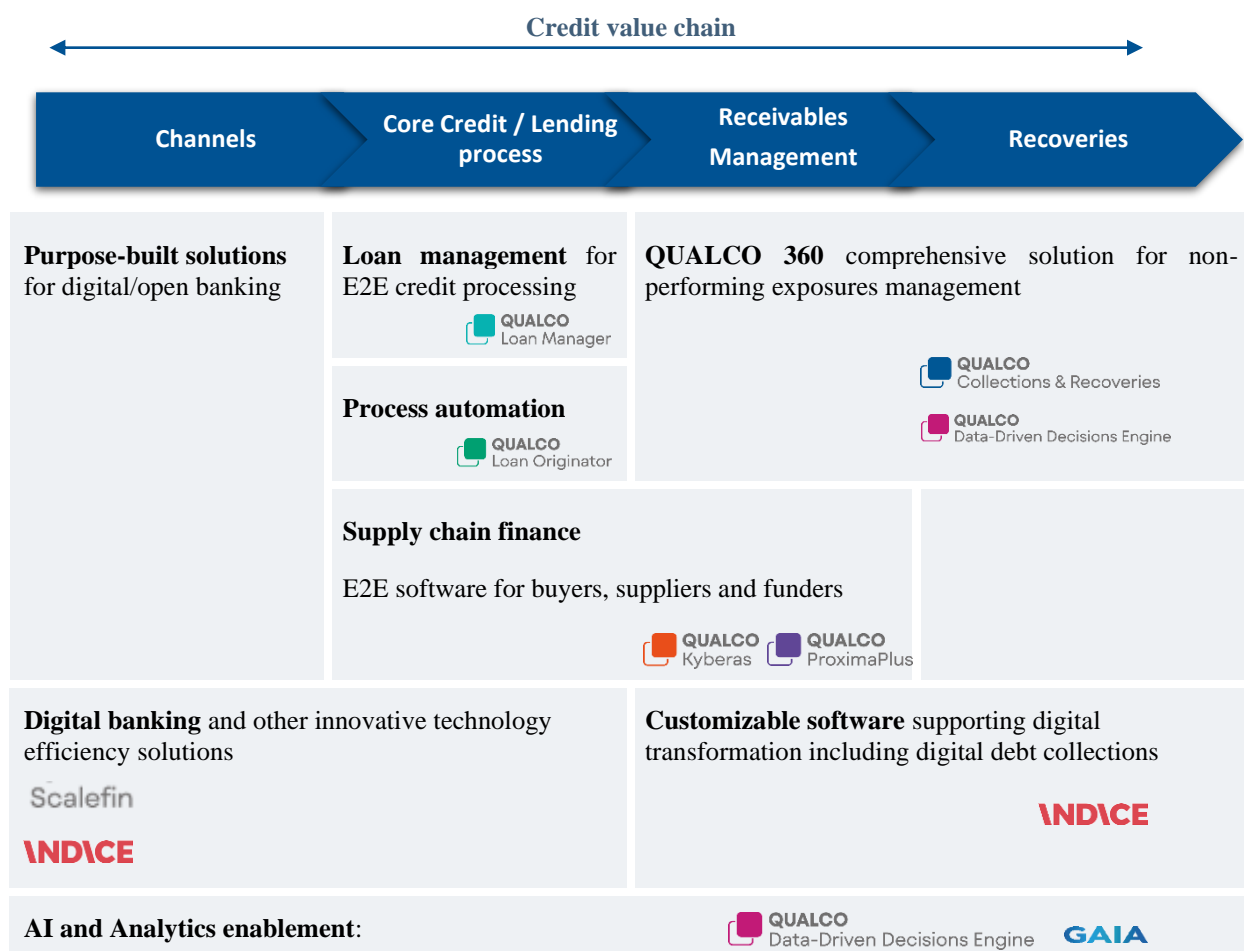 Credit value chain
Channels
Core Credit / Lending
process
Receivables
Management
Recoveries
Purpose-built solutions
for digital/open banking
Loan management for
E2E credit processing
QUALCO
Loan Manager
Process automation
QUALCO
Loan Originator
QUALCO 360 comprehensive solution for non-
performing exposures management
QUALCO
Collections & Recoveries
QUALCO
Data-Driven Decisions Engine
Supply chain finance
E2E software for buyers, suppliers and funders
QUALCO
Kyberas
QUALCO
ProximaPlus
Digital banking and other innovative technology
efficiency solutions
Scalefin
INDICE
Customizable software supporting digital
transformation including digital debt collections
INDICE
AI and Analytics enablement:
QUALCO
Data-Driven Decisions Engine
GAIA